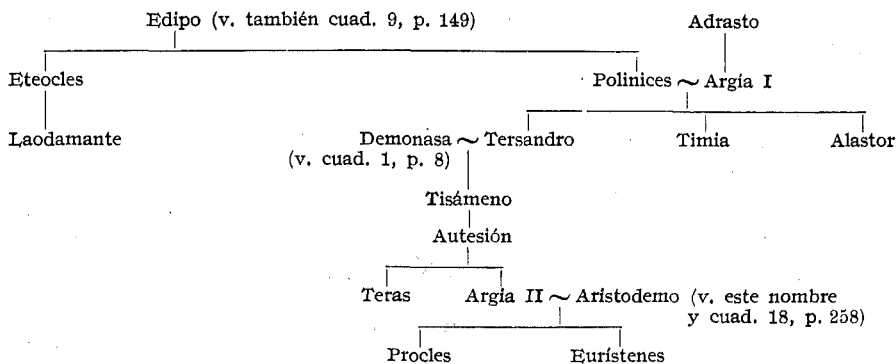 Edipo (v. también cuad. 9, p. 149) Adrasto
Eteocles Polinices ~ Argía I
Laodamante Demonasa ~ Tersandro Timia Alastor
(v. cuad. 1, p. 8)
Tisámeno
Autesión
Teras Argía II ~ Aristodemo (v. este nombre
y cuad. 18, p. 258)
Procles Eurístenes